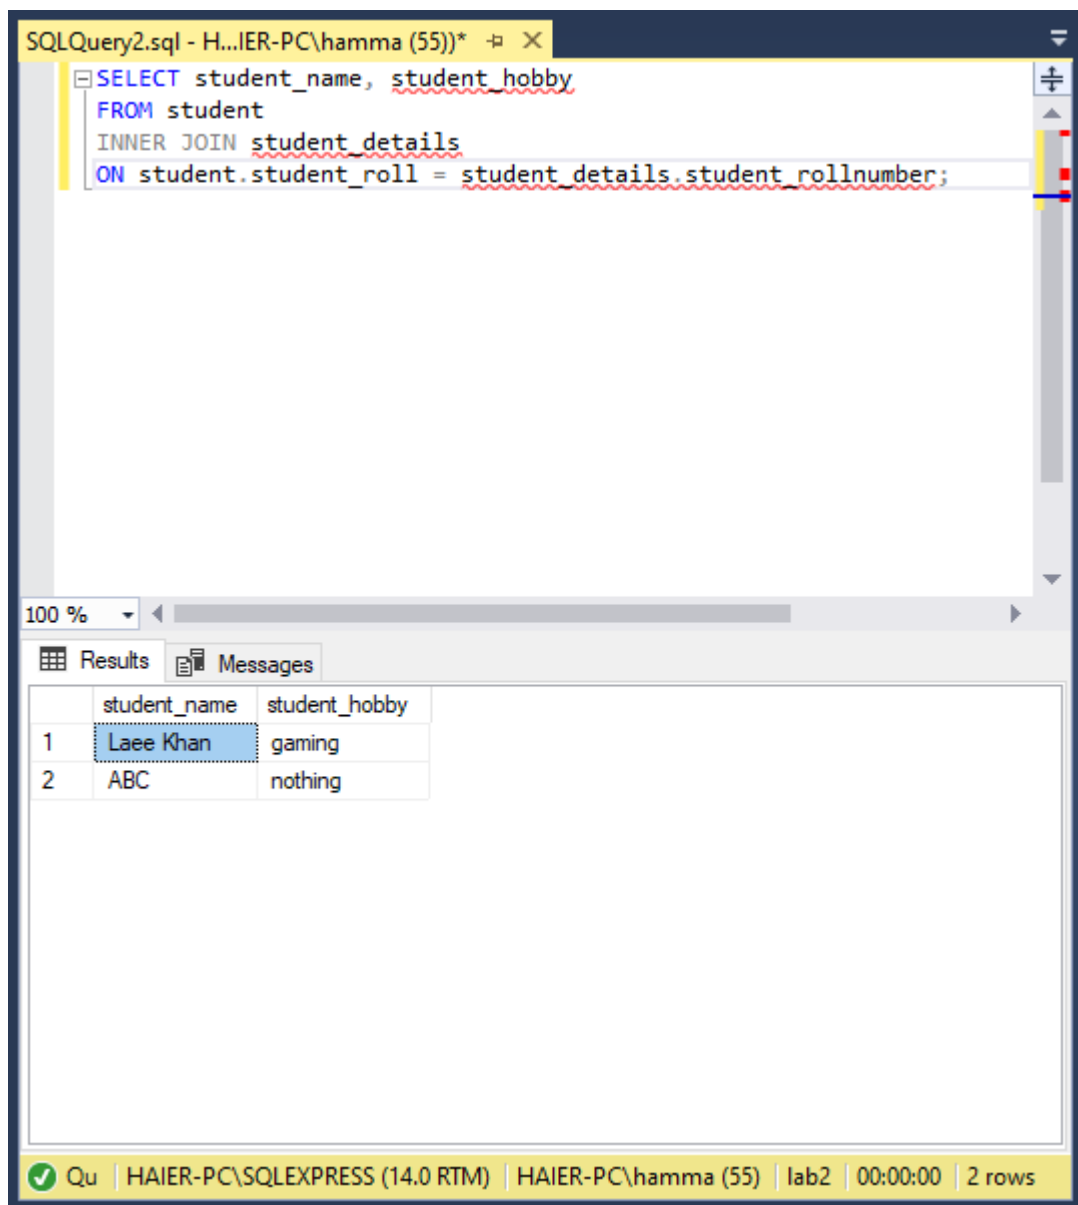 SQLQuery2.sql - H...IER-PC\hamma (55))*
SELECT student_name, student_hobby
FROM student
INNER JOIN student_details
ON student.student_roll = student_details.student_rollnumber;
100 %
Results Messages
student_name student_hobby
1 Laee Khan gaming
2 ABC nothing
Qu HAIER-PC\SQLEXPRESS (14.0 RTM) HAIER-PC\hamma (55) lab2 00:00:00 2 rows